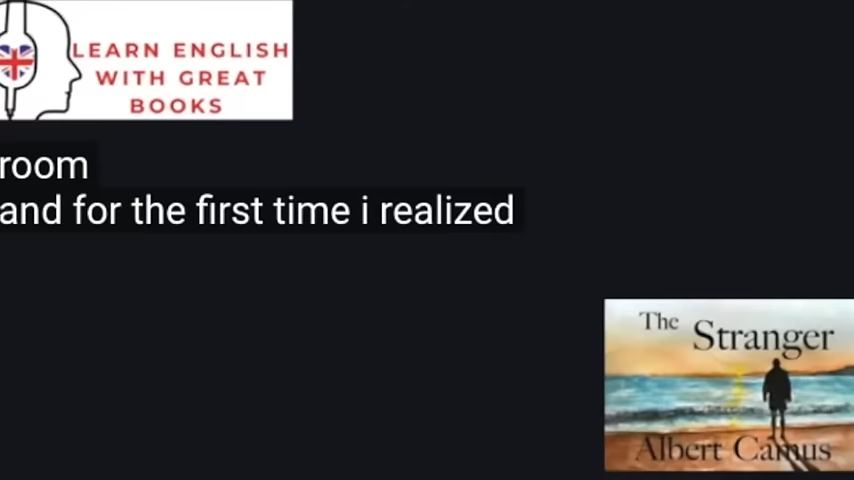 LEARN ENGLISH
WITH GREAT
BOOKS
room
and for the first time i realized
The Stranger
Albert Camus